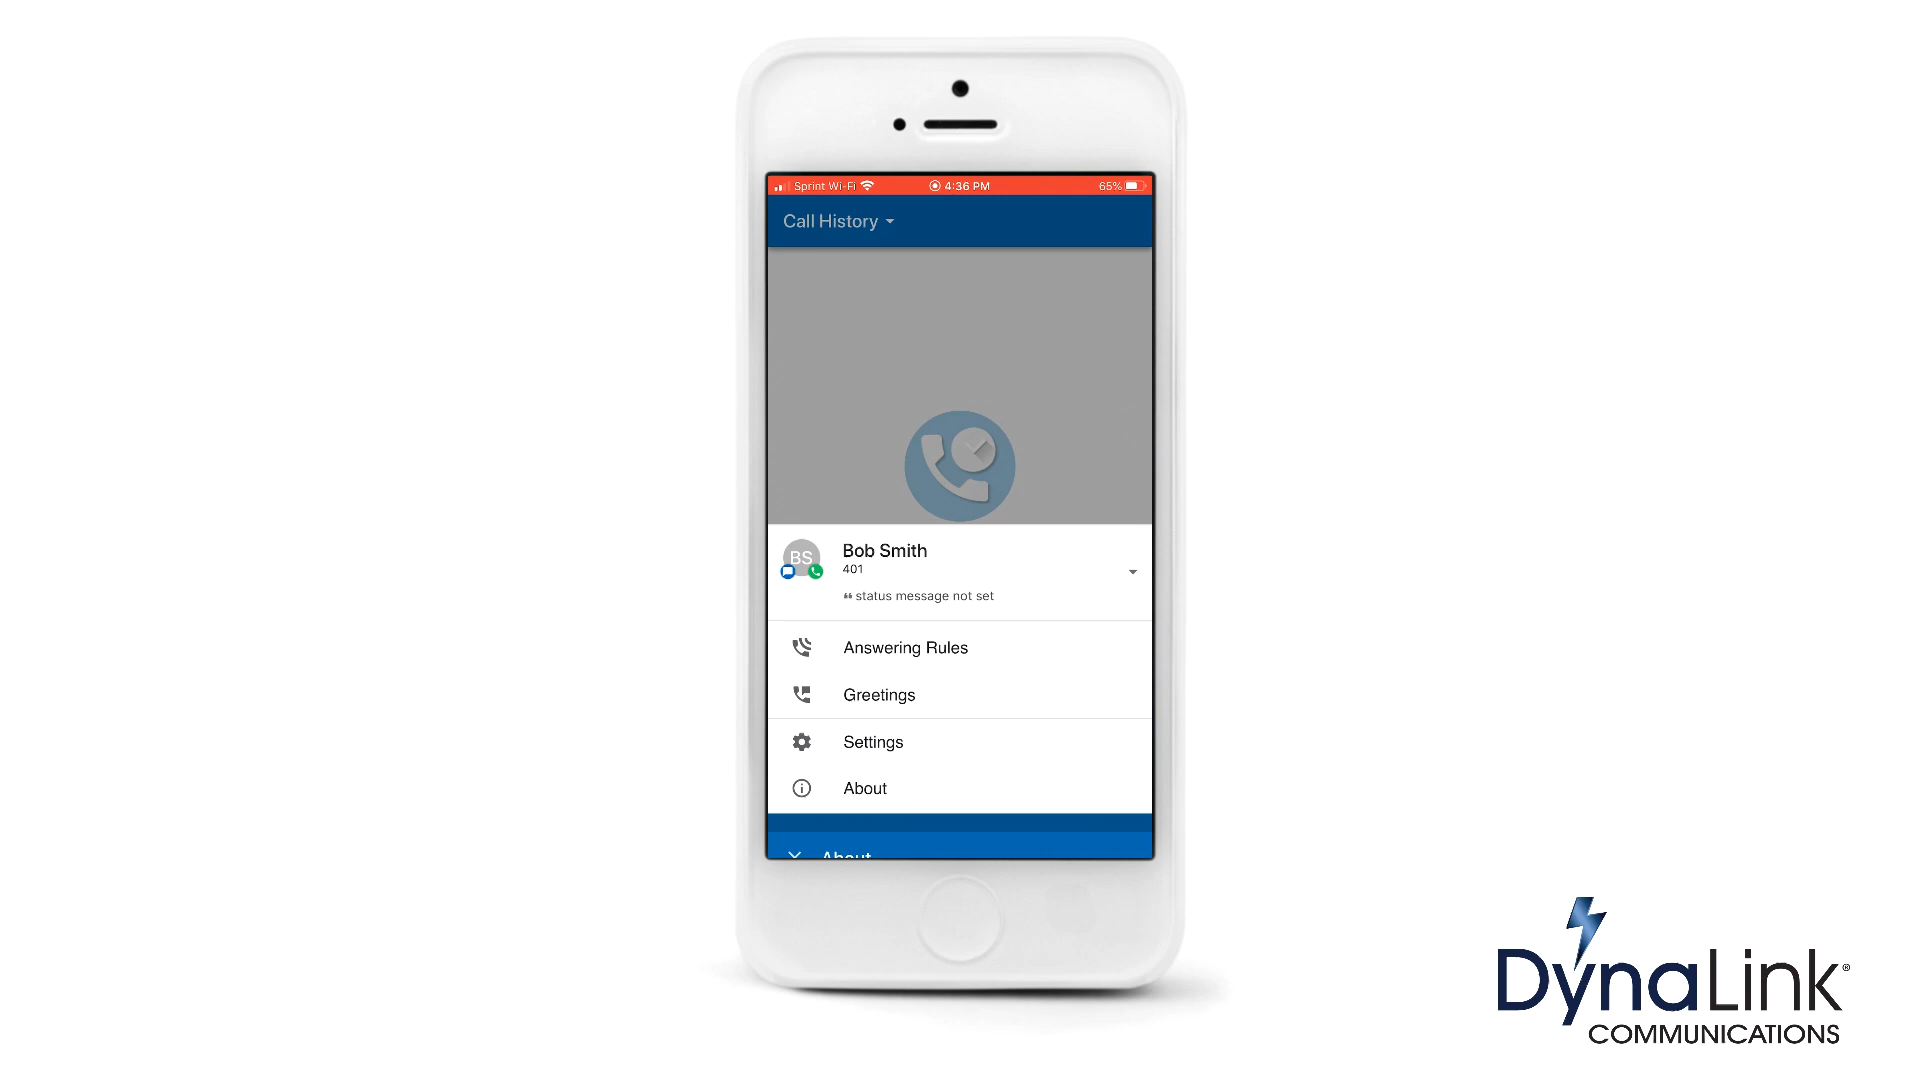 Sprint Wi-Fi 4:36 PM 65%
Call History
BS
Bob Smith
401
❝ status message not set
Answering Rules
Greetings
Settings
About
About
DynaLink®
COMMUNICATIONS